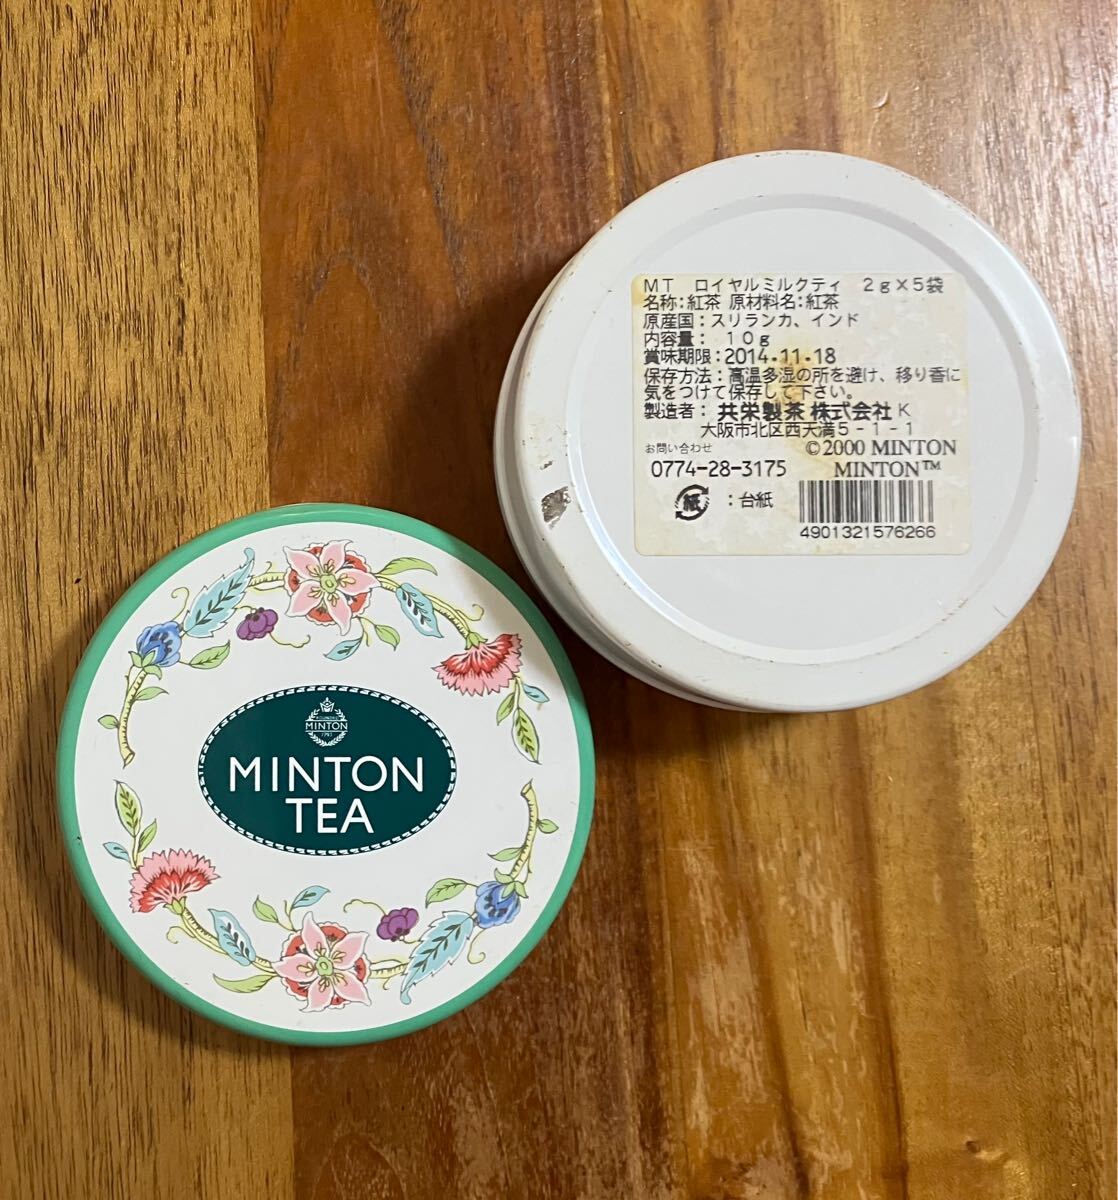 ＭＴ　ロイヤルミルクティ　２ｇ×５袋
名称：紅茶 原材料名：紅茶
原産国：スリランカ、インド
内容量：　１０ｇ
賞味期限：2014.11.18
保存方法：高温多湿の所を避け、移り香に
気をつけて保存して下さい。
製造者：共栄製茶 株式会社 K
大阪市北区西天満５-１-１
お問い合わせ
©2000 MINTON
0774-28-3175
MINTON™
紙
：台紙
4901321576266
FOUNDED
MINTON
1793
MINTON
TEA